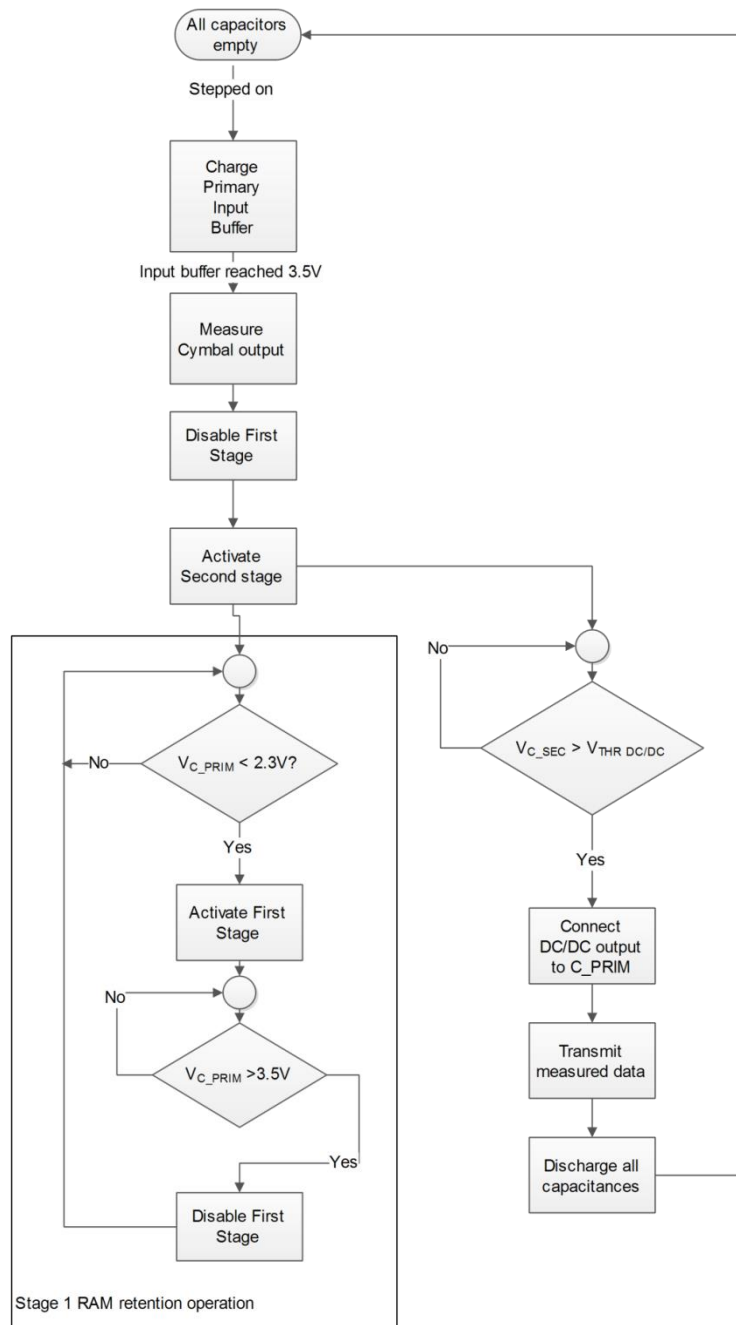 All capacitors
empty
Stepped on
Charge
Primary
Input
Buffer
Input buffer reached 3.5V
Measure
Cymbal output
Disable First
Stage
Activate
Second stage
No
V_C_PRIM < 2.3V?
Yes
Activate First
Stage
No
V_C_PRIM >3.5V
Yes
Disable First
Stage
Stage 1 RAM retention operation
No
V_C_SEC > V_THR DC/DC
Yes
Connect
DC/DC output
to C_PRIM
Transmit
measured data
Discharge all
capacitances